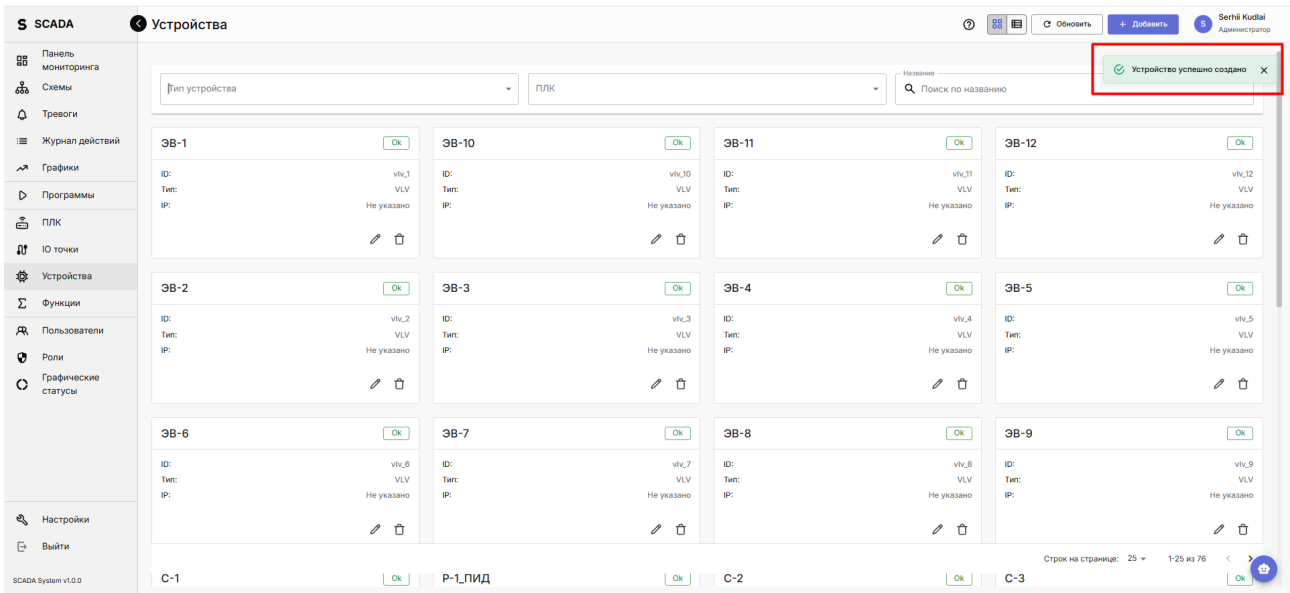 S SCADA
Устройства
Обновить
+ Добавить
S
Serhii Kudlai
Администратор
Панель
мониторинга
Схемы
Тревоги
Журнал действий
Графики
Программы
ПЛК
IO точки
Устройства
Функции
Пользователи
Роли
Графические
статусы
Настройки
Выйти
SCADA System v1.0.0
Устройство успешно создано
Тип устройства
ПЛК
Название
Поиск по названию
ЭВ-1 Ok
ID: vlv_1
Тип: VLV
IP: Не указано
ЭВ-10 Ok
ID: vlv_10
Тип: VLV
IP: Не указано
ЭВ-11 Ok
ID: vlv_11
Тип: VLV
IP: Не указано
ЭВ-12 Ok
ID: vlv_12
Тип: VLV
IP: Не указано
ЭВ-2 Ok
ID: vlv_2
Тип: VLV
IP: Не указано
ЭВ-3 Ok
ID: vlv_3
Тип: VLV
IP: Не указано
ЭВ-4 Ok
ID: vlv_4
Тип: VLV
IP: Не указано
ЭВ-5 Ok
ID: vlv_5
Тип: VLV
IP: Не указано
ЭВ-6 Ok
ID: vlv_6
Тип: VLV
IP: Не указано
ЭВ-7 Ok
ID: vlv_7
Тип: VLV
IP: Не указано
ЭВ-8 Ok
ID: vlv_8
Тип: VLV
IP: Не указано
ЭВ-9 Ok
ID: vlv_9
Тип: VLV
IP: Не указано
Строк на странице: 25 1-25 из 76
С-1 Ok
Р-1_ПИД Ok
С-2 Ok
С-3 Ok